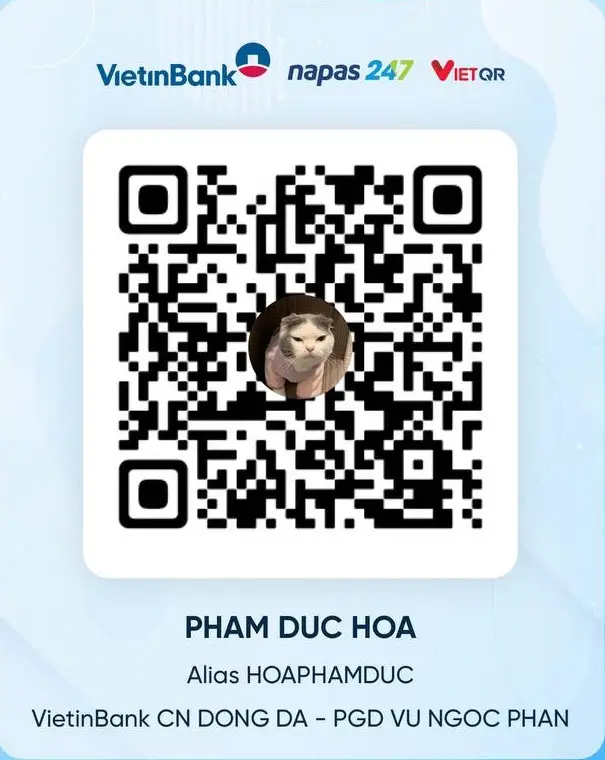 VietinBank napas 247 VIETQR
PHAM DUC HOA
Alias HOAPHAMDUC
VietinBank CN DONG DA - PGD VU NGOC PHAN